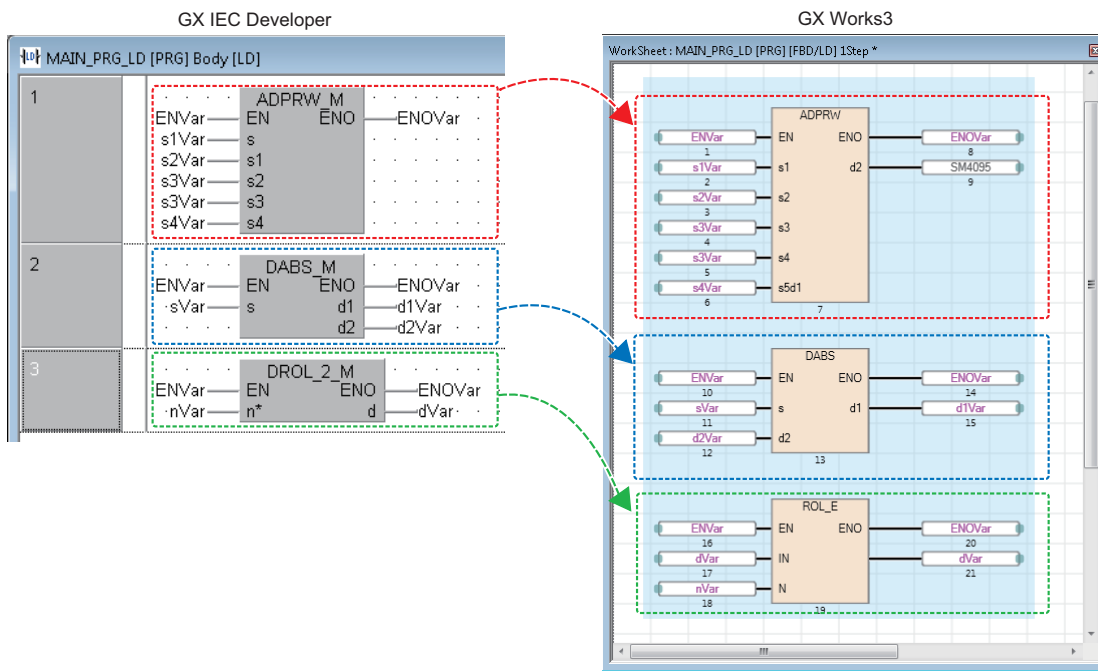 GX IEC Developer
MAIN_PRG_LD [PRG] Body [LD]
1
ADPRW_M
ENVar EN ENO ENOVar
s1Var s
s2Var s1
s3Var s2
s3Var s3
s4Var s4
2
DABS_M
ENVar EN ENO ENOVar
sVar s d1 d1Var
d2 d2Var
3
DROL_2_M
ENVar EN ENO ENOVar
nVar n* d dVar
GX Works3
WorkSheet : MAIN_PRG_LD [PRG] [FBD/LD] 1Step *
ADPRW
ENVar EN ENO ENOVar
1 8
s1Var s1 d2 SM4095
2 9
s2Var s2
3
s3Var s3
4
s3Var s4
5
s4Var s5d1
6 7
DABS
ENVar EN ENO ENOVar
10 14
sVar s d1 d1Var
11 15
d2Var d2
12 13
ROL_E
ENVar EN ENO ENOVar
16 20
dVar IN dVar
17 21
nVar N
18 19